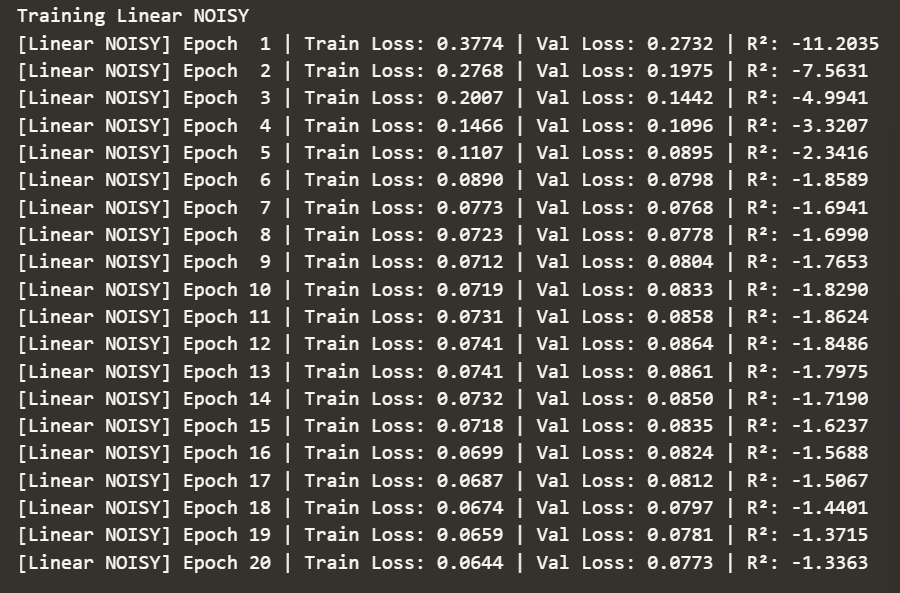 Training Linear NOISY
[Linear NOISY] Epoch  1 | Train Loss: 0.3774 | Val Loss: 0.2732 | R²: -11.2035
[Linear NOISY] Epoch  2 | Train Loss: 0.2768 | Val Loss: 0.1975 | R²: -7.5631
[Linear NOISY] Epoch  3 | Train Loss: 0.2007 | Val Loss: 0.1442 | R²: -4.9941
[Linear NOISY] Epoch  4 | Train Loss: 0.1466 | Val Loss: 0.1096 | R²: -3.3207
[Linear NOISY] Epoch  5 | Train Loss: 0.1107 | Val Loss: 0.0895 | R²: -2.3416
[Linear NOISY] Epoch  6 | Train Loss: 0.0890 | Val Loss: 0.0798 | R²: -1.8589
[Linear NOISY] Epoch  7 | Train Loss: 0.0773 | Val Loss: 0.0768 | R²: -1.6941
[Linear NOISY] Epoch  8 | Train Loss: 0.0723 | Val Loss: 0.0778 | R²: -1.6990
[Linear NOISY] Epoch  9 | Train Loss: 0.0712 | Val Loss: 0.0804 | R²: -1.7653
[Linear NOISY] Epoch 10 | Train Loss: 0.0719 | Val Loss: 0.0833 | R²: -1.8290
[Linear NOISY] Epoch 11 | Train Loss: 0.0731 | Val Loss: 0.0858 | R²: -1.8624
[Linear NOISY] Epoch 12 | Train Loss: 0.0741 | Val Loss: 0.0864 | R²: -1.8486
[Linear NOISY] Epoch 13 | Train Loss: 0.0741 | Val Loss: 0.0861 | R²: -1.7975
[Linear NOISY] Epoch 14 | Train Loss: 0.0732 | Val Loss: 0.0850 | R²: -1.7190
[Linear NOISY] Epoch 15 | Train Loss: 0.0718 | Val Loss: 0.0835 | R²: -1.6237
[Linear NOISY] Epoch 16 | Train Loss: 0.0699 | Val Loss: 0.0824 | R²: -1.5688
[Linear NOISY] Epoch 17 | Train Loss: 0.0687 | Val Loss: 0.0812 | R²: -1.5067
[Linear NOISY] Epoch 18 | Train Loss: 0.0674 | Val Loss: 0.0797 | R²: -1.4401
[Linear NOISY] Epoch 19 | Train Loss: 0.0659 | Val Loss: 0.0781 | R²: -1.3715
[Linear NOISY] Epoch 20 | Train Loss: 0.0644 | Val Loss: 0.0773 | R²: -1.3363